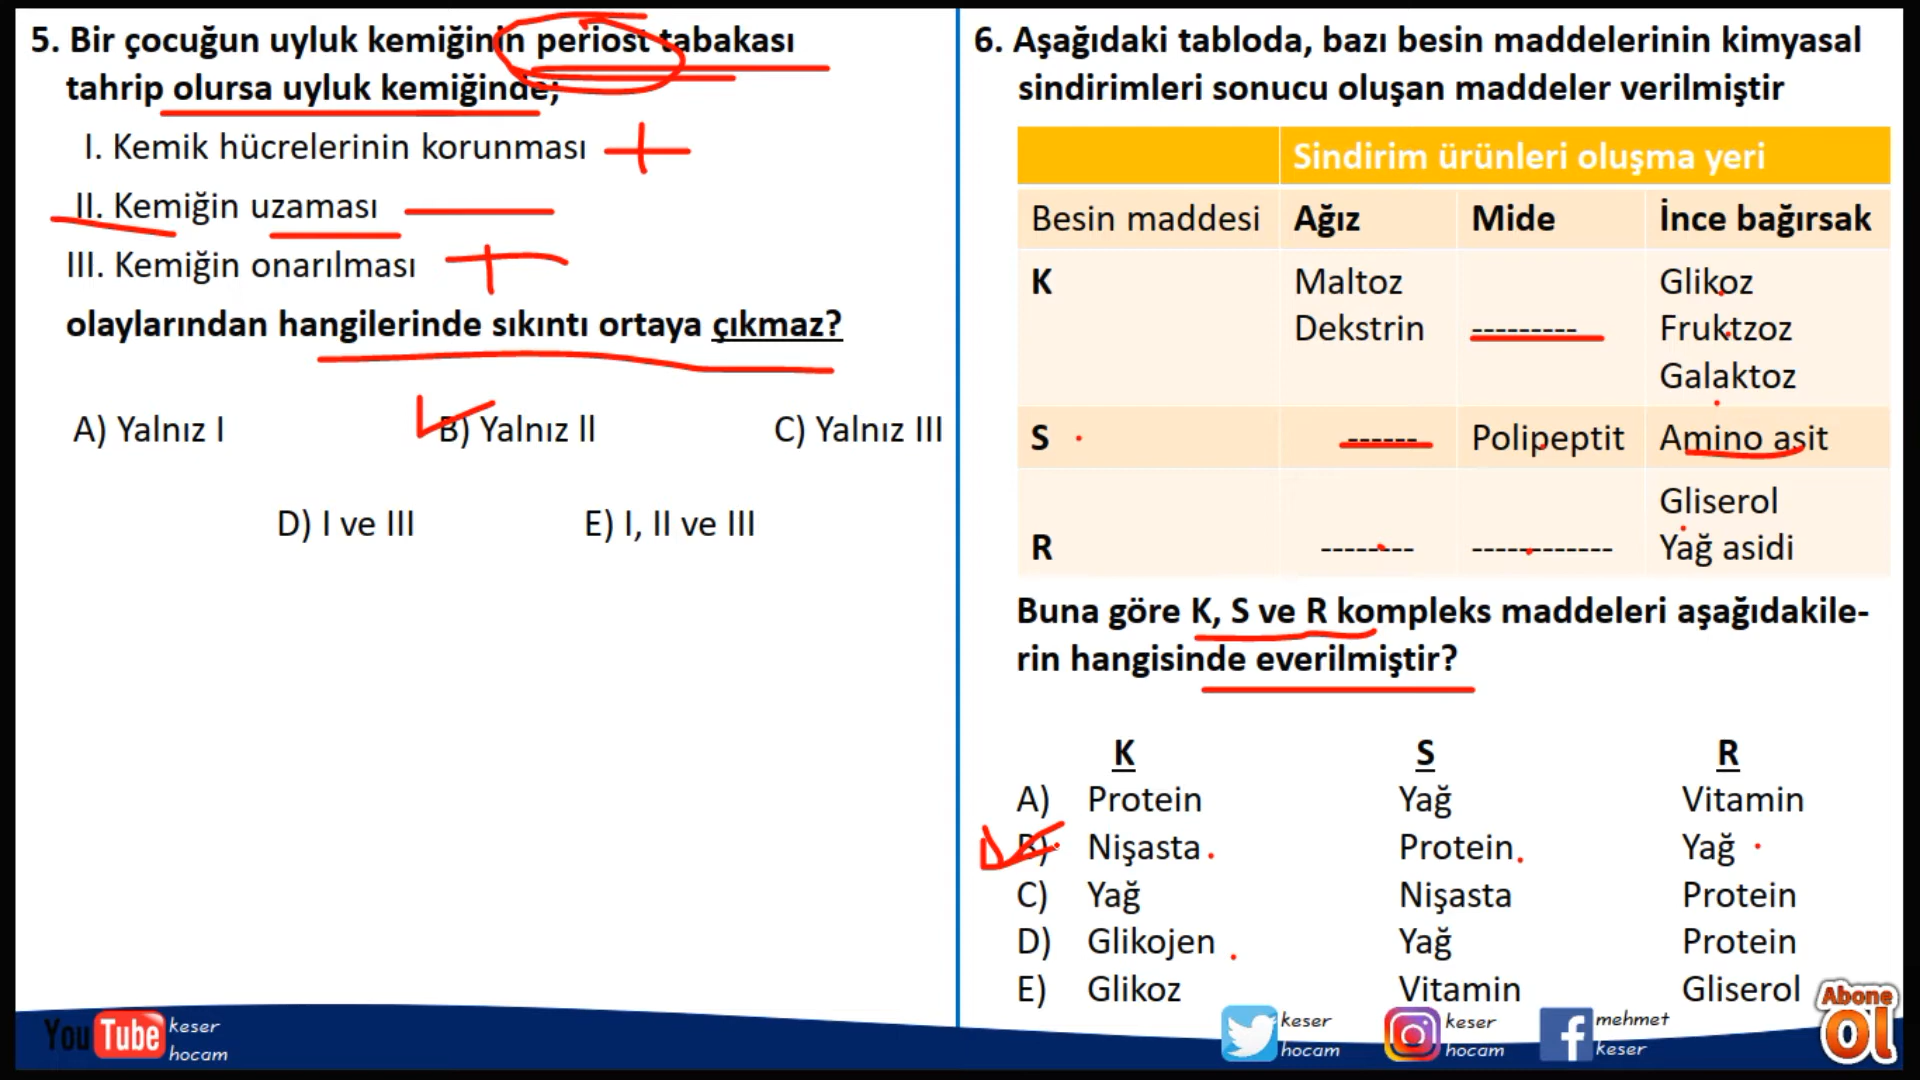 5. Bir çocuğun uyluk kemiğinin periost tabakası
tahrip olursa uyluk kemiğinde;
I. Kemik hücrelerinin korunması
II. Kemiğin uzaması
III. Kemiğin onarılması
olaylarından hangilerinde sıkıntı ortaya çıkmaz?
A) Yalnız I B) Yalnız ll C) Yalnız III
D) I ve III E) I, II ve III
6. Aşağıdaki tabloda, bazı besin maddelerinin kimyasal
sindirimleri sonucu oluşan maddeler verilmiştir
Sindirim ürünleri oluşma yeri
Besin maddesi Ağız Mide İnce bağırsak
K Maltoz Glikoz
Dekstrin --------- Fruktzoz
Galaktoz
S ------ Polipeptit Amino asit
Gliserol
R -------- ------------ Yağ asidi
Buna göre K, S ve R kompleks maddeleri aşağıdakile-
rin hangisinde everilmiştir?
K S R
A) Protein Yağ Vitamin
B) Nişasta Protein Yağ
C) Yağ Nişasta Protein
D) Glikojen Yağ Protein
E) Glikoz Vitamin Gliserol
YouTube keser hocam
keser hocam
keser hocam
mehmet keser
Abone Ol